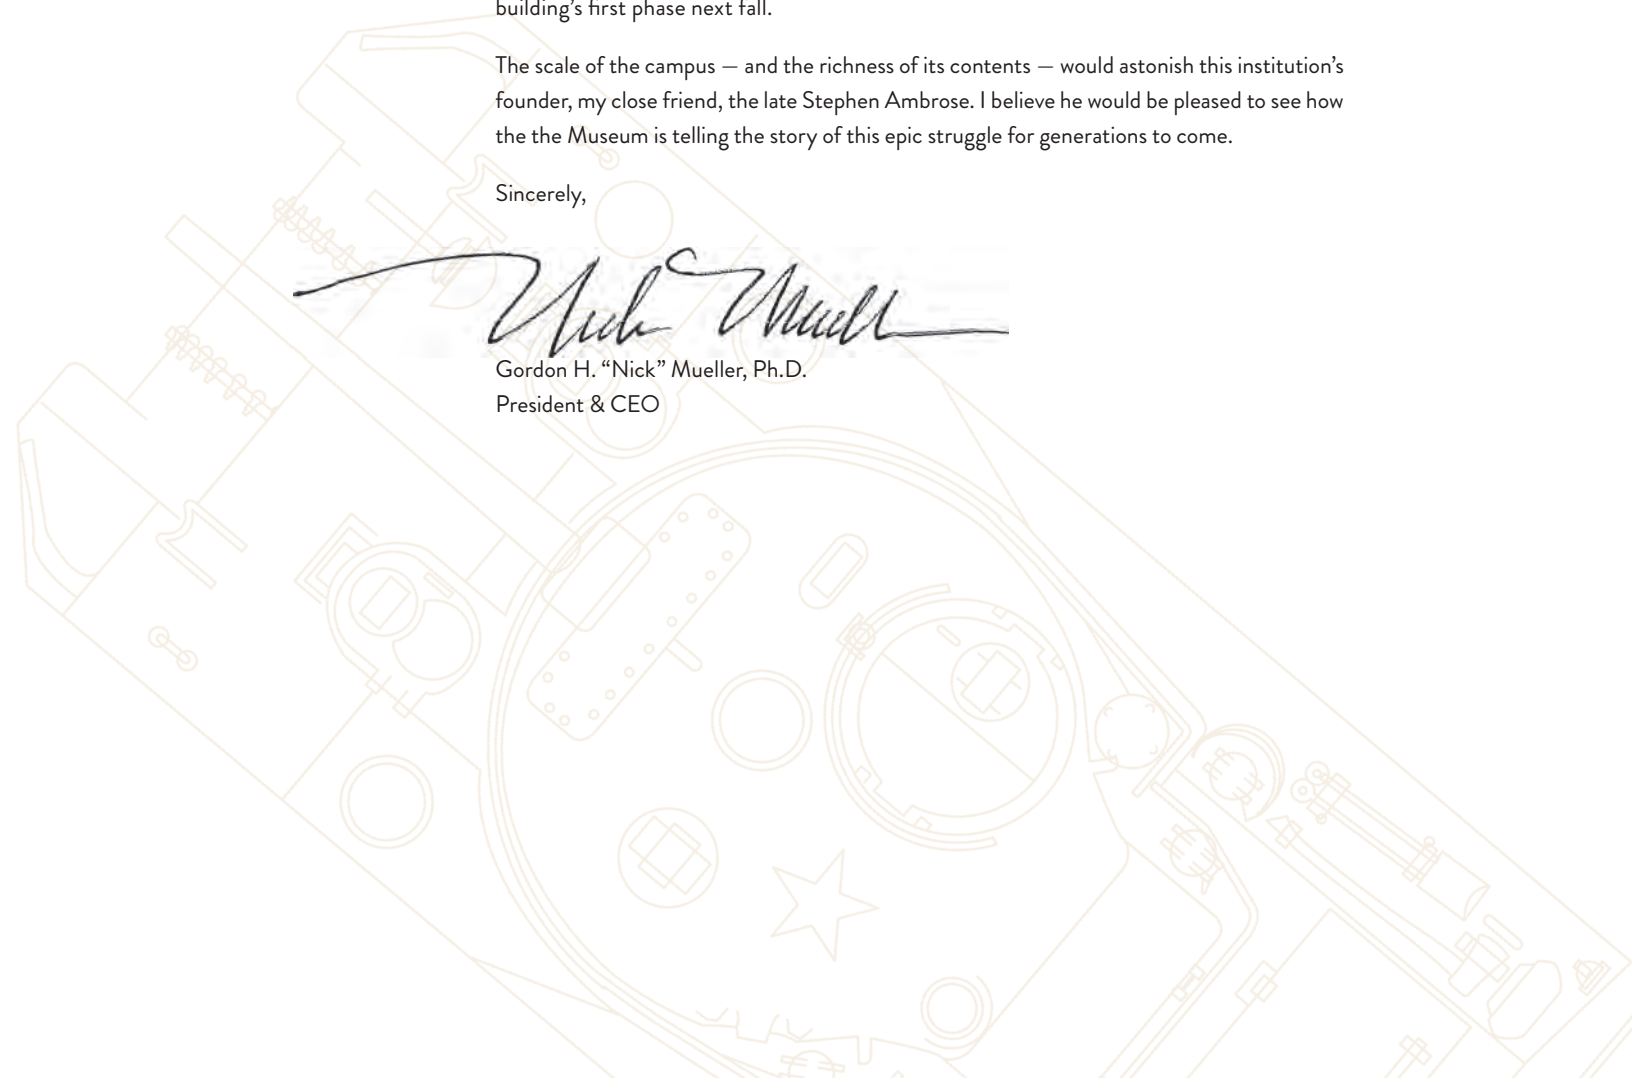 building’s first phase next fall.
The scale of the campus — and the richness of its contents — would astonish this institution’s
founder, my close friend, the late Stephen Ambrose. I believe he would be pleased to see how
the the Museum is telling the story of this epic struggle for generations to come.
Sincerely,
Nick Mueller
Gordon H. “Nick” Mueller, Ph.D.
President & CEO